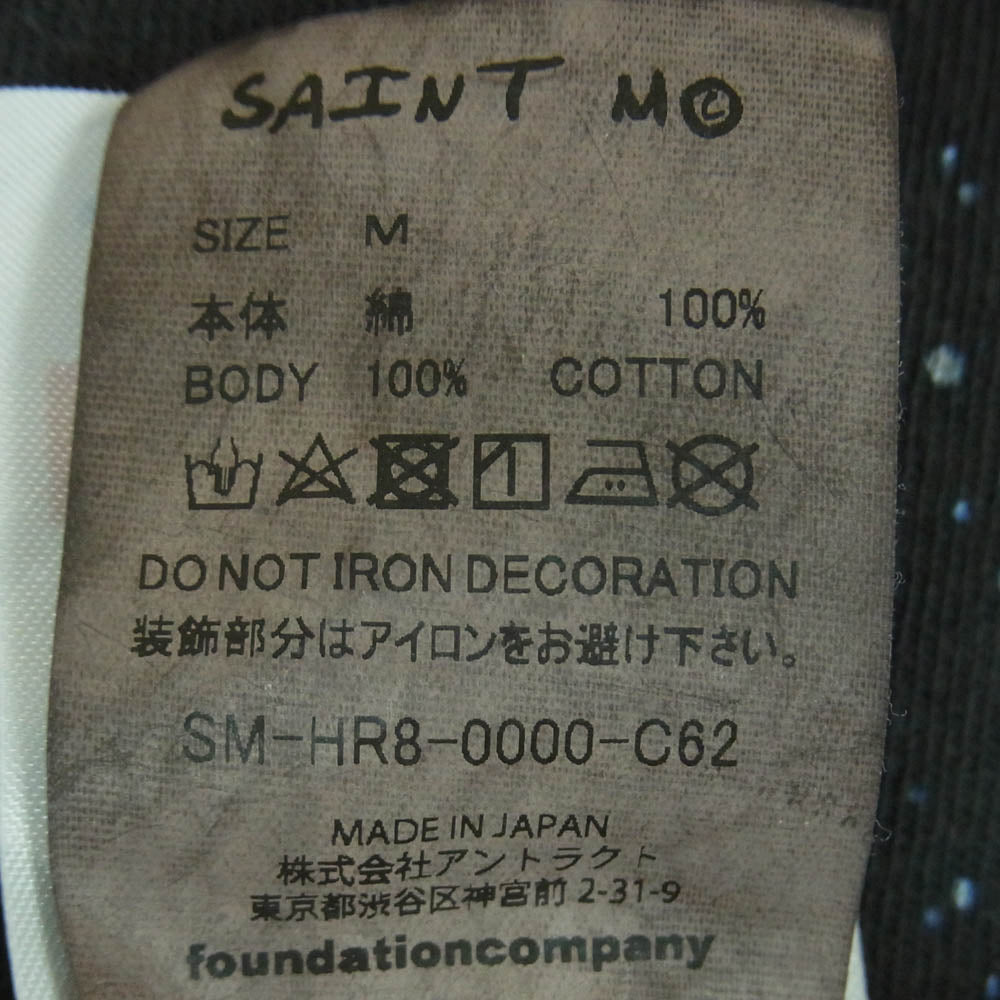 SAINT M©
SIZE M
本体 綿 100%
BODY 100% COTTON
DO NOT IRON DECORATION
装飾部分はアイロンをお避け下さい。
SM-HR8-0000-C62
MADE IN JAPAN
株式会社アントラクト
東京都渋谷区神宮前 2-31-9
foundationcompany